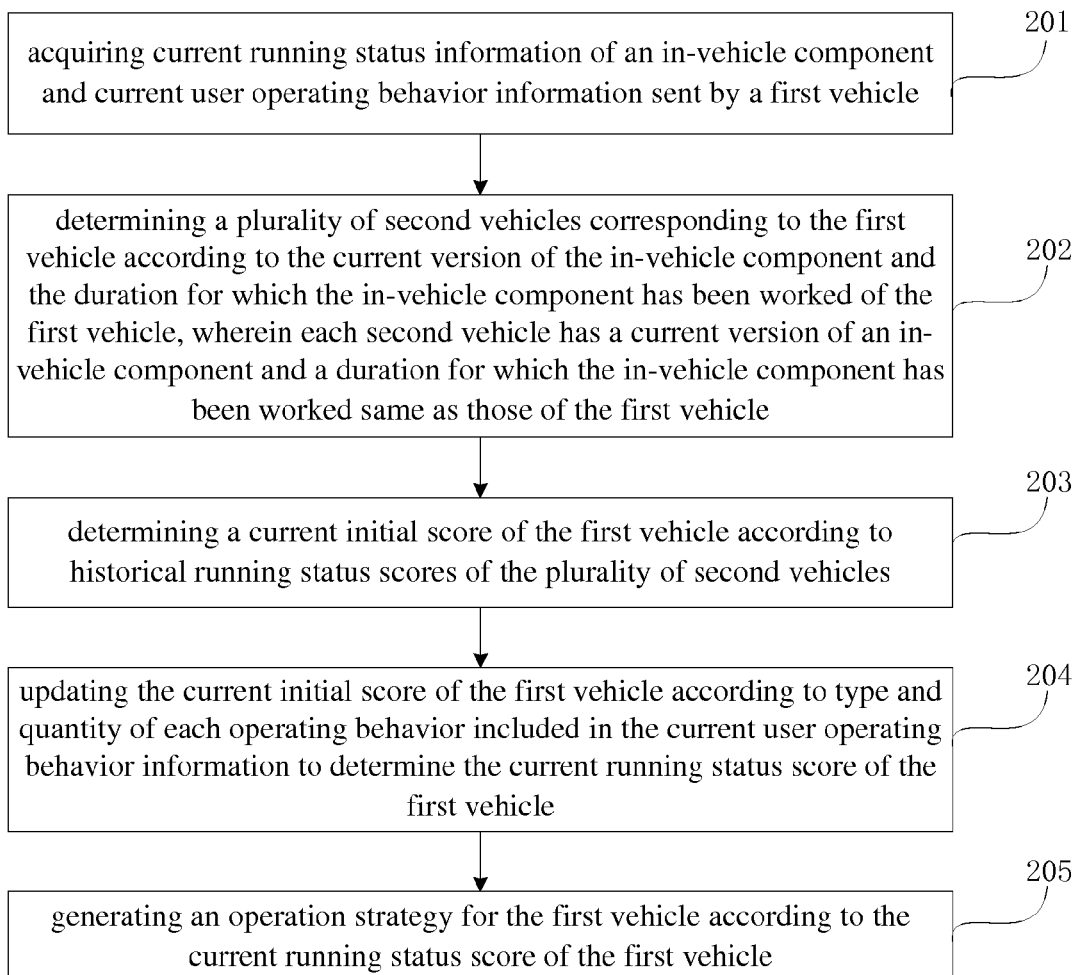 201
acquiring current running status information of an in-vehicle component
and current user operating behavior information sent by a first vehicle
202
determining a plurality of second vehicles corresponding to the first
vehicle according to the current version of the in-vehicle component and
the duration for which the in-vehicle component has been worked of the
first vehicle, wherein each second vehicle has a current version of an in-
vehicle component and a duration for which the in-vehicle component has
been worked same as those of the first vehicle
203
determining a current initial score of the first vehicle according to
historical running status scores of the plurality of second vehicles
204
updating the current initial score of the first vehicle according to type and
quantity of each operating behavior included in the current user operating
behavior information to determine the current running status score of the
first vehicle
205
generating an operation strategy for the first vehicle according to the
current running status score of the first vehicle